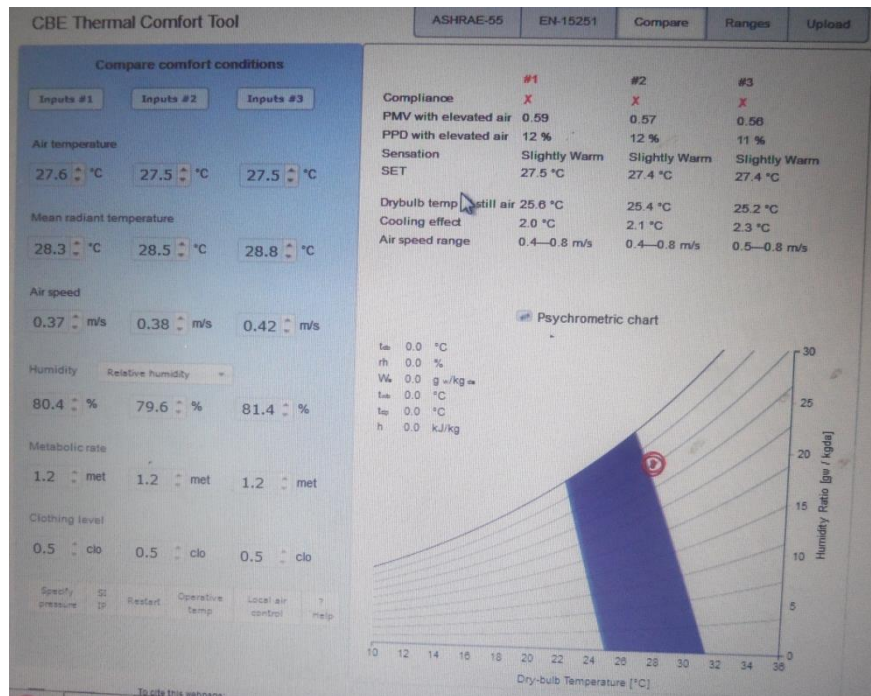 CBE Thermal Comfort Tool
ASHRAE-55 EN-15251 Compare Ranges Upload
Compare comfort conditions
Inputs #1 Inputs #2 Inputs #3
Air temperature
27.6 °C 27.5 °C 27.5 °C
Mean radiant temperature
28.3 °C 28.5 °C 28.8 °C
Air speed
0.37 m/s 0.38 m/s 0.42 m/s
Humidity Relative humidity
80.4 % 79.6 % 81.4 %
Metabolic rate
1.2 met 1.2 met 1.2 met
Clothing level
0.5 clo 0.5 clo 0.5 clo
Specify pressure SI IP Restart Operative temp Local air control ? Help
To cite this webpage
#1 #2 #3
Compliance X X X
PMV with elevated air 0.59 0.57 0.56
PPD with elevated air 12 % 12 % 11 %
Sensation Slightly Warm Slightly Warm Slightly Warm
SET 27.5 °C 27.4 °C 27.4 °C
Drybulb temp still air 25.6 °C 25.4 °C 25.2 °C
Cooling effect 2.0 °C 2.1 °C 2.3 °C
Air speed range 0.4—0.8 m/s 0.4—0.8 m/s 0.5—0.8 m/s
Psychrometric chart
0.0 °C
rh 0.0 %
0.0 g w/kg da
0.0 °C
0.0 °C
h 0.0 kJ/kg
30
25
20
15
10
5
0
Humidity Ratio [gw / kgda]
10 12 14 16 18 20 22 24 26 28 30 32 34 36
Dry-bulb Temperature [°C]